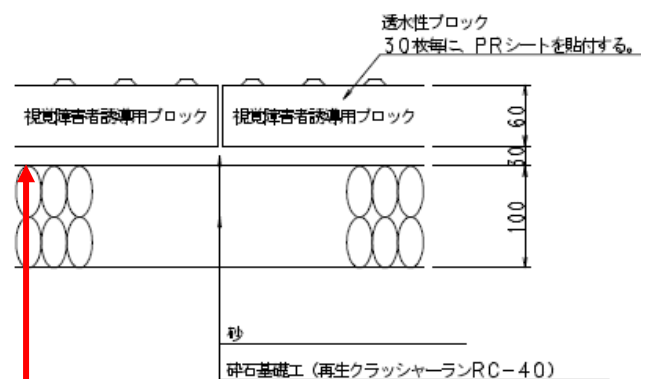 透水性ブロック
30枚毎に、PRシートを貼付する。
視覚障害者誘導用ブロック
視覚障害者誘導用ブロック
60
30
100
砂
砕石基礎工（再生クラッシャーランRC-40）